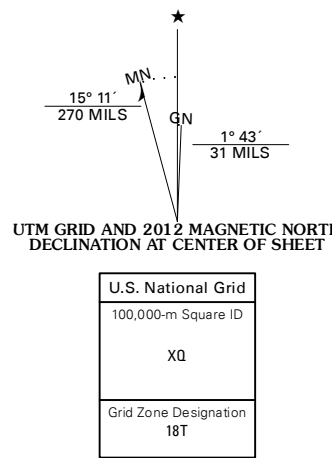 ★
MN
GN
15° 11´
270 MILS
1° 43´
31 MILS
UTM GRID AND 2012 MAGNETIC NORT
DECLINATION AT CENTER OF SHEET
U.S. National Grid
100,000-m Square ID
XQ
Grid Zone Designation
18T